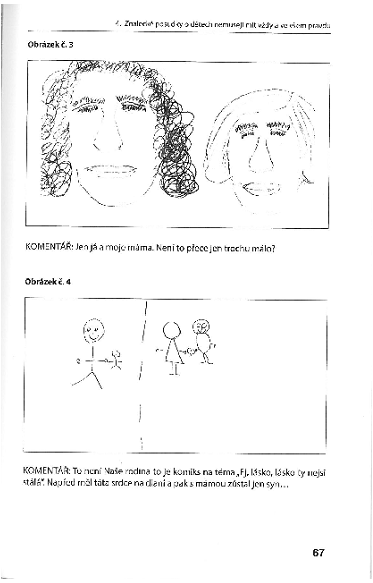 4. Znalecké posudky o dětech nemusejí mít vždy a ve všem pravdu
Obrázek č. 3
KOMENTÁŘ: Jen já a moje máma. Není to přece jen trochu málo?
Obrázek č. 4
KOMENTÁŘ: To není Naše rodina to je komiks na téma „Ej, lásko, lásko ty nejsi
stálá“. Napřed měl táta srdce na dlani a pak s mámou zůstal jen syn…
67